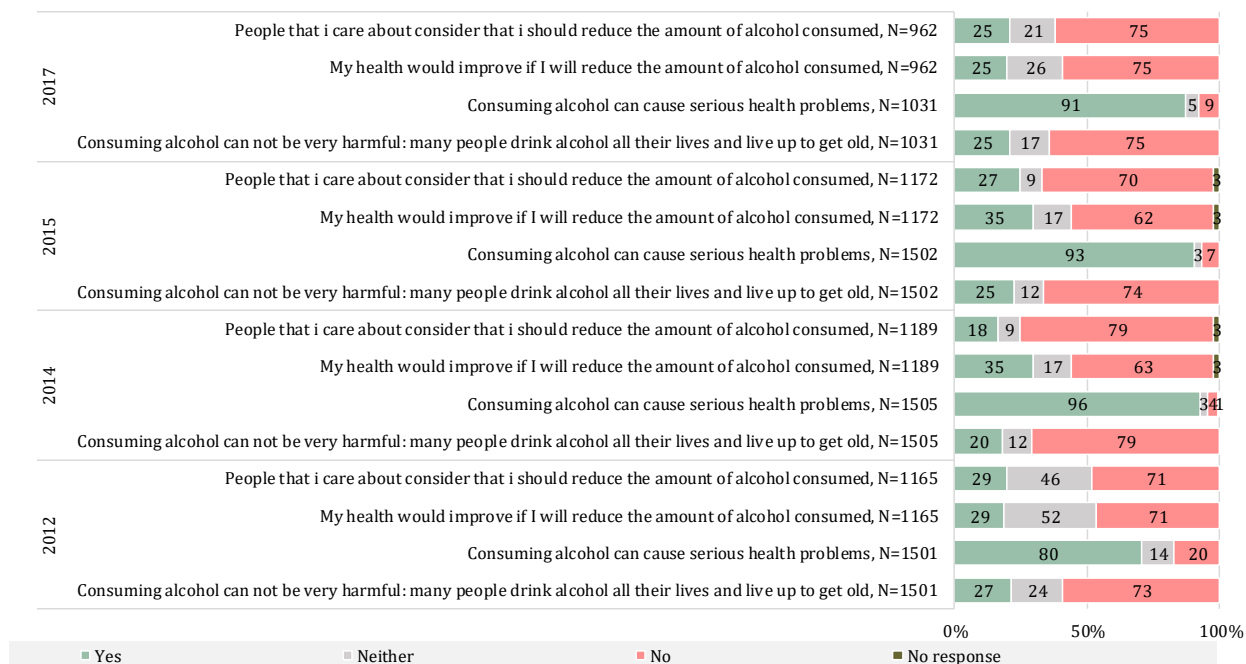 2017
People that i care about consider that i should reduce the amount of alcohol consumed, N=962 25 21 75
My health would improve if I will reduce the amount of alcohol consumed, N=962 25 26 75
Consuming alcohol can cause serious health problems, N=1031 91 5 9
Consuming alcohol can not be very harmful: many people drink alcohol all their lives and live up to get old, N=1031 25 17 75
2015
People that i care about consider that i should reduce the amount of alcohol consumed, N=1172 27 9 70 3
My health would improve if I will reduce the amount of alcohol consumed, N=1172 35 17 62 3
Consuming alcohol can cause serious health problems, N=1502 93 3 7
Consuming alcohol can not be very harmful: many people drink alcohol all their lives and live up to get old, N=1502 25 12 74
2014
People that i care about consider that i should reduce the amount of alcohol consumed, N=1189 18 9 79 3
My health would improve if I will reduce the amount of alcohol consumed, N=1189 35 17 63 3
Consuming alcohol can cause serious health problems, N=1505 96 3 4 1
Consuming alcohol can not be very harmful: many people drink alcohol all their lives and live up to get old, N=1505 20 12 79
2012
People that i care about consider that i should reduce the amount of alcohol consumed, N=1165 29 46 71
My health would improve if I will reduce the amount of alcohol consumed, N=1165 29 52 71
Consuming alcohol can cause serious health problems, N=1501 80 14 20
Consuming alcohol can not be very harmful: many people drink alcohol all their lives and live up to get old, N=1501 27 24 73
0% 50% 100%
Yes Neither No No response